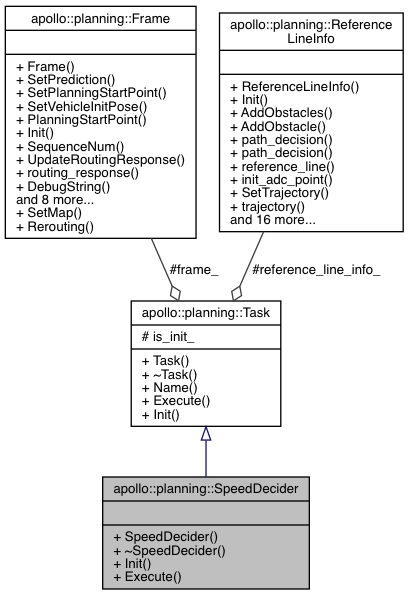 apollo::planning::Frame
+ Frame()
+ SetPrediction()
+ SetPlanningStartPoint()
+ SetVehicleInitPose()
+ PlanningStartPoint()
+ Init()
+ SequenceNum()
+ UpdateRoutingResponse()
+ routing_response()
+ DebugString()
and 8 more...
+ SetMap()
+ Rerouting()
apollo::planning::Reference
LineInfo
+ ReferenceLineInfo()
+ Init()
+ AddObstacles()
+ AddObstacle()
+ path_decision()
+ path_decision()
+ reference_line()
+ init_adc_point()
+ SetTrajectory()
+ trajectory()
and 16 more...
#frame_
#reference_line_info_
apollo::planning::Task
# is_init_
+ Task()
+ ~Task()
+ Name()
+ Execute()
+ Init()
apollo::planning::SpeedDecider
+ SpeedDecider()
+ ~SpeedDecider()
+ Init()
+ Execute()